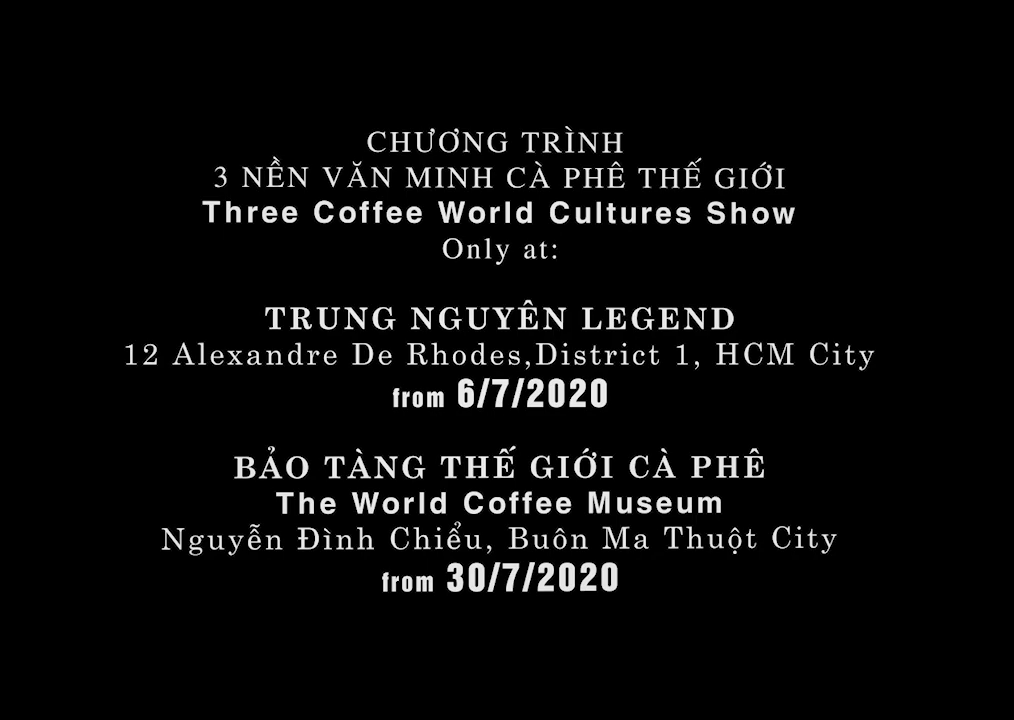 CHƯƠNG TRÌNH
3 NỀN VĂN MINH CÀ PHÊ THẾ GIỚI
Three Coffee World Cultures Show
Only at:
TRUNG NGUYÊN LEGEND
12 Alexandre De Rhodes,District 1, HCM City
from 6/7/2020
BẢO TÀNG THẾ GIỚI CÀ PHÊ
The World Coffee Museum
Nguyễn Đình Chiểu, Buôn Ma Thuột City
from 30/7/2020